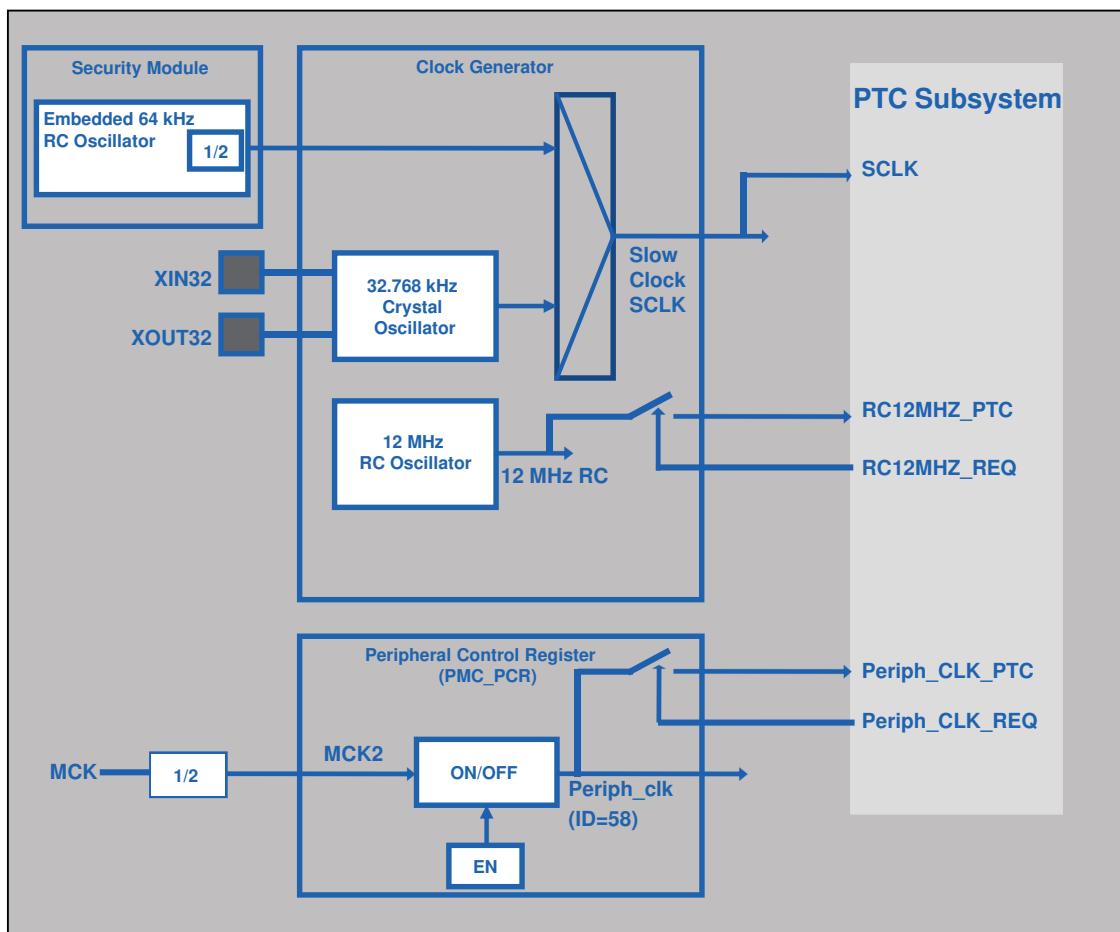 Security Module
Embedded 64 kHz
RC Oscillator
1/2
Clock Generator
PTC Subsystem
SCLK
XIN32
XOUT32
32.768 kHz
Crystal
Oscillator
Slow
Clock
SCLK
12 MHz
RC Oscillator
12 MHz RC
RC12MHZ_PTC
RC12MHZ_REQ
Peripheral Control Register
(PMC_PCR)
Periph_CLK_PTC
Periph_CLK_REQ
MCK
1/2
MCK2
ON/OFF
Periph_clk
(ID=58)
EN